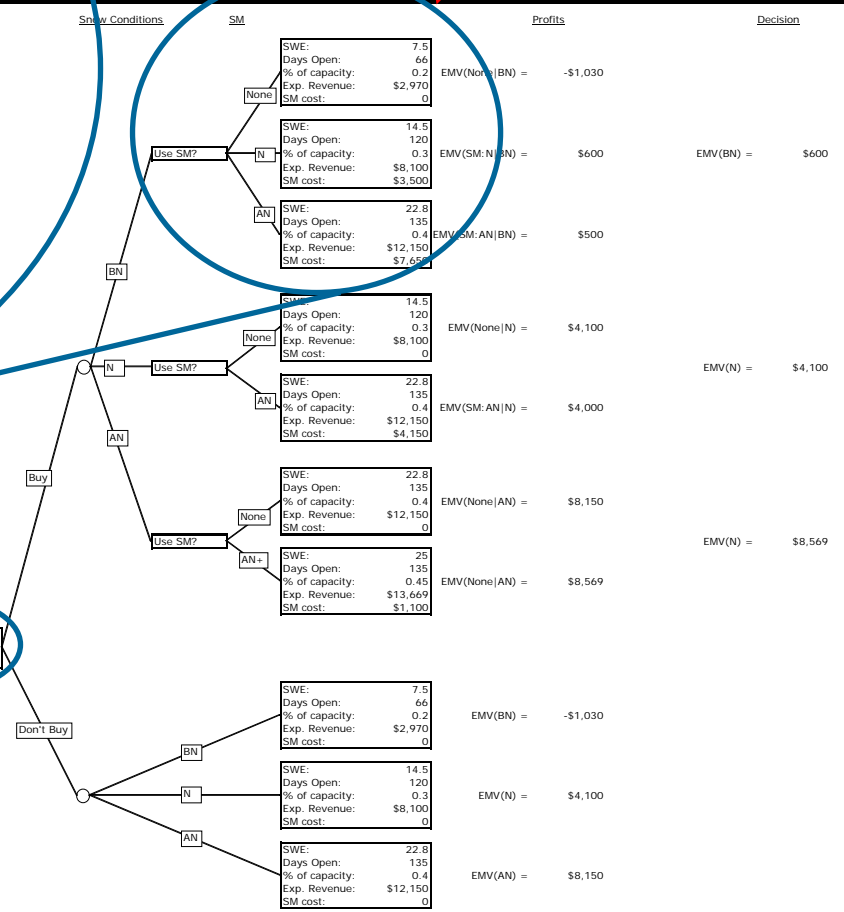 Snow Conditions SM Profits Decision
SWE: 7.5
Days Open: 66
% of capacity: 0.2 EMV(None|BN) = -$1,030
Exp. Revenue: $2,970
None
SM cost: 0
SWE: 14.5
Days Open: 120
Use SM? N % of capacity: 0.3 EMV(SM:N|BN) = $600 EMV(BN) = $600
Exp. Revenue: $8,100
SM cost: $3,500
SWE: 22.8
AN Days Open: 135
% of capacity: 0.4 EMV(SM:AN|BN) = $500
Exp. Revenue: $12,150
SM cost: $7,650
BN
SWE: 14.5
Days Open: 120
% of capacity: 0.3 EMV(None|N) = $4,100
None Exp. Revenue: $8,100
SM cost: 0
N Use SM? EMV(N) = $4,100
SWE: 22.8
Days Open: 135
AN % of capacity: 0.4 EMV(SM:AN|N) = $4,000
Exp. Revenue: $12,150
SM cost: $4,150
AN
Buy
SWE: 22.8
Days Open: 135
% of capacity: 0.4 EMV(None|AN) = $8,150
None Exp. Revenue: $12,150
SM cost: 0
Use SM? EMV(N) = $8,569
AN+ SWE: 25
Days Open: 135
% of capacity: 0.45 EMV(None|AN) = $8,569
Exp. Revenue: $13,669
SM cost: $1,100
SWE: 7.5
Days Open: 66
% of capacity: 0.2 EMV(BN) = -$1,030
Don't Buy Exp. Revenue: $2,970
SM cost: 0
BN
SWE: 14.5
Days Open: 120
N % of capacity: 0.3 EMV(N) = $4,100
Exp. Revenue: $8,100
SM cost: 0
AN
SWE: 22.8
Days Open: 135
% of capacity: 0.4 EMV(AN) = $8,150
Exp. Revenue: $12,150
SM cost: 0